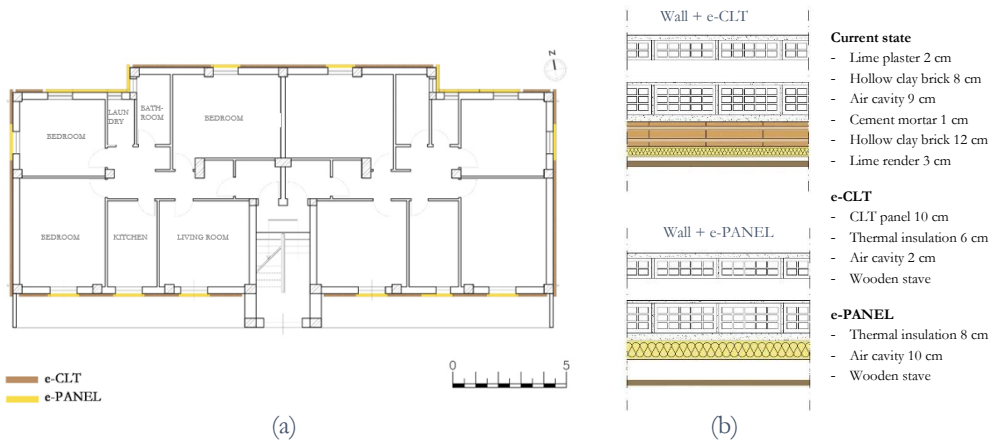 BEDROOM
LAUN
DRY
BATH-
ROOM
BEDROOM
BEDROOM
KITCHEN
LIVING ROOM
N
0 5
e-CLT
e-PANEL
(a)
Wall + e-CLT
Wall + e-PANEL
(b)
Current state
- Lime plaster 2 cm
- Hollow clay brick 8 cm
- Air cavity 9 cm
- Cement mortar 1 cm
- Hollow clay brick 12 cm
- Lime render 3 cm
e-CLT
- CLT panel 10 cm
- Thermal insulation 6 cm
- Air cavity 2 cm
- Wooden stave
e-PANEL
- Thermal insulation 8 cm
- Air cavity 10 cm
- Wooden stave